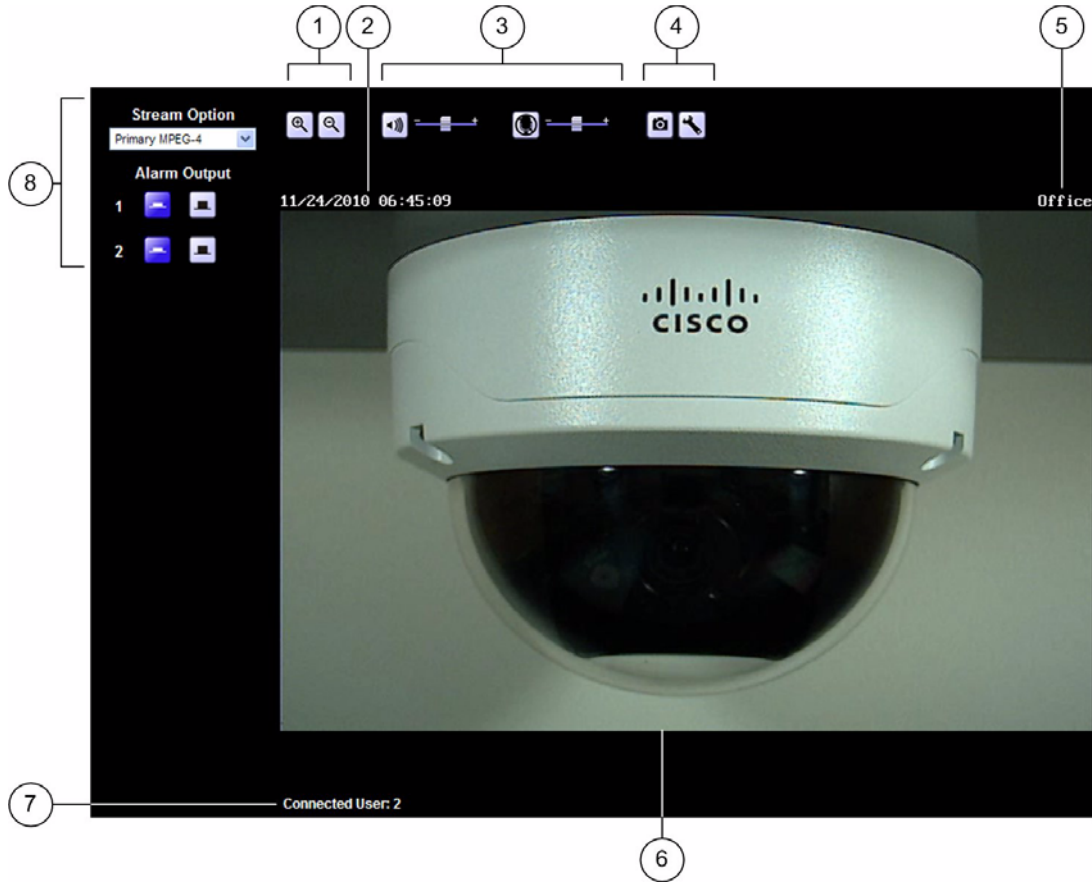 1
2
3
4
5
8
Stream Option
Primary MPEG-4
Alarm Output
1
2
11/24/2010 06:45:09
Office
CISCO
7
Connected User: 2
6